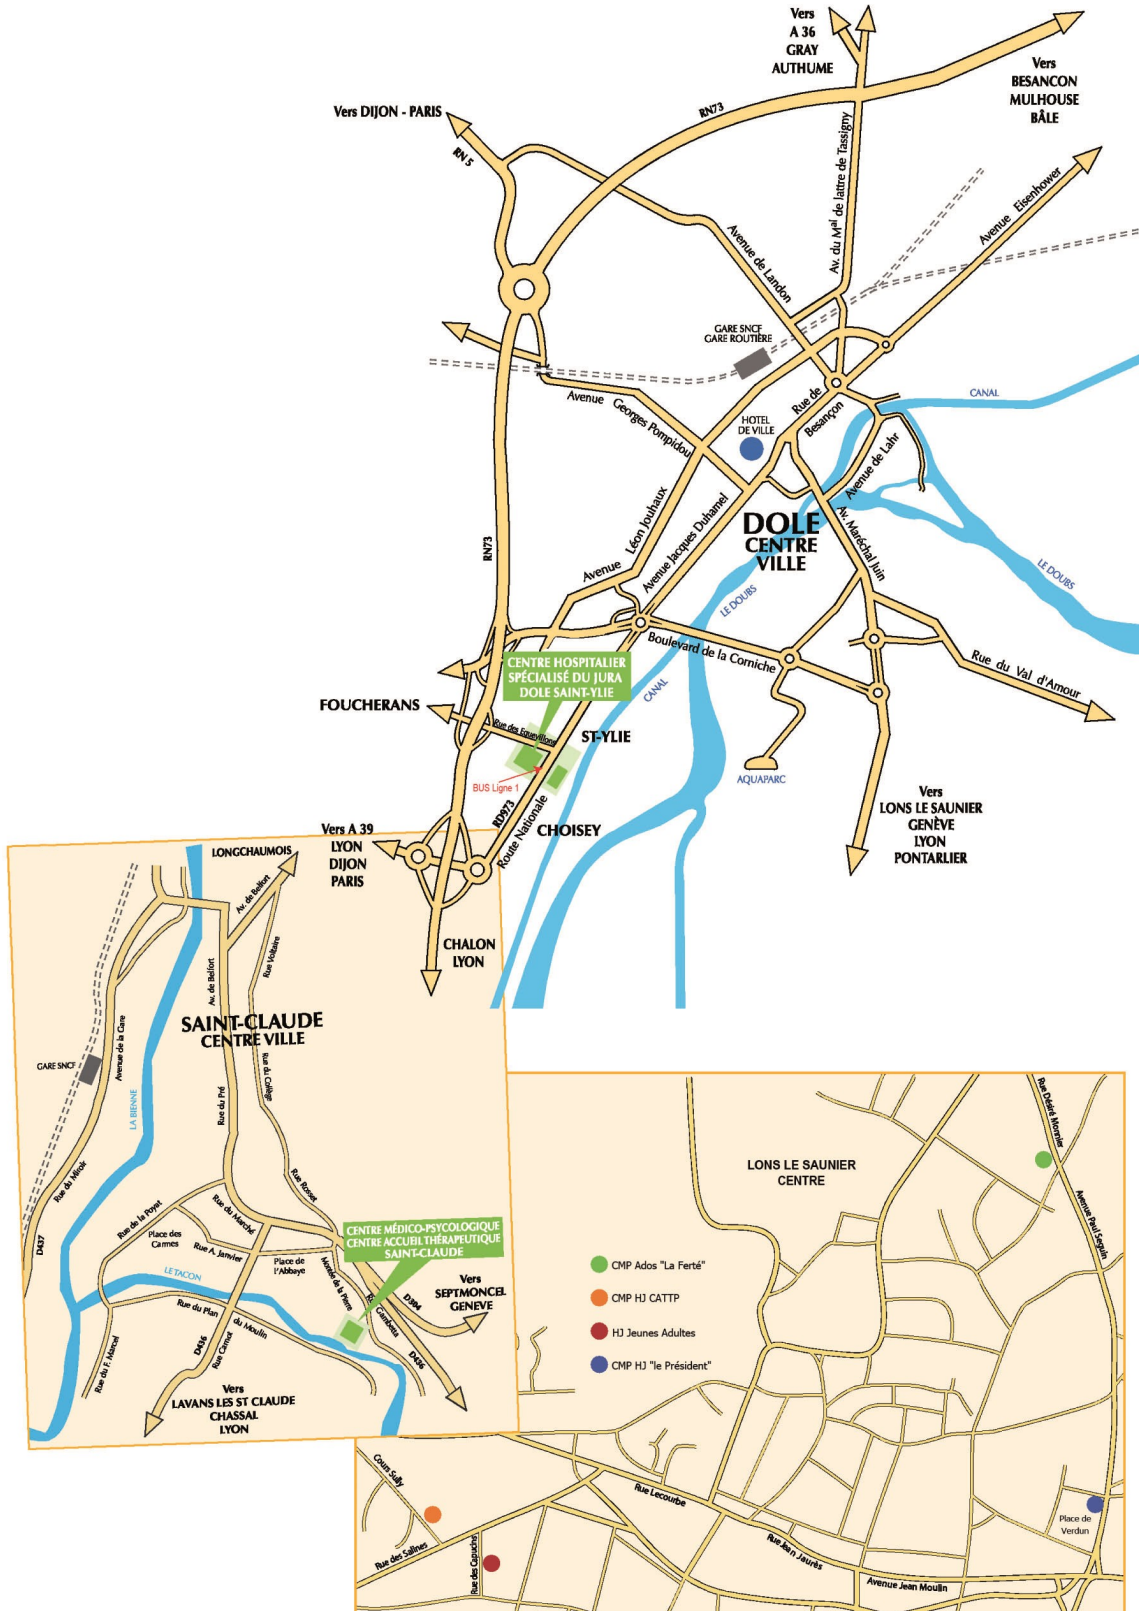 Vers
A 36
GRAY
AUTHUME
Vers
BESANCON
MULHOUSE
BÂLE
Vers DIJON - PARIS
RN 5
RN73
Av. du Mal de lattre de Tassigny
Avenue Eisenhower
Avenue de Landon
GARE SNCF
GARE ROUTIÈRE
CANAL
Avenue Georges Pompidou
HOTEL
DE VILLE
Rue de Besançon
Avenue de Lahr
DOLE
CENTRE
VILLE
Av. Maréchal Juin
RN73
Avenue Léon Jouhaux
Avenue Jacques Duhamel
LE DOUBS
LE DOUBS
Boulevard de la Corniche
Rue du Val d'Amour
CENTRE HOSPITALIER
SPÉCIALISÉ DU JURA
DOLE SAINT-YLIE
CANAL
FOUCHERANS
Rue des Equevillons
ST-YLIE
BUS Ligne 1
AQUAPARC
RD973
Route Nationale
CHOISEY
Vers
LONS LE SAUNIER
GENÈVE
LYON
PONTARLIER
Vers A 39
LYON
DIJON
PARIS
CHALON
LYON
LONGCHAUMOIS
Av. de Belfort
Rue Voltaire
Av. de Belfort
SAINT-CLAUDE
CENTRE VILLE
GARE SNCF
Avenue de la Gare
LA BIENNE
Rue du Collège
Rue du Pré
Rue du Miroir
D437
Rue Rosset
Rue de la Poyat
Rue du Marché
Place des
Carmes
Rue A. Janvier
Place de
l'Abbaye
CENTRE MÉDICO-PSYCOLOGIQUE
CENTRE ACCUEIL THÉRAPEUTIQUE
SAINT-CLAUDE
LE TACON
Montée de la Pierre
Rue Gambetta
D304
Vers
SEPTMONCEL
GENEVE
Rue du Plan du Moulin
Rue du F. Marcel
D436
Rue Carnot
D436
Vers
LAVANS LES ST CLAUDE
CHASSAL
LYON
LONS LE SAUNIER
CENTRE
Rue Désiré Monnier
Avenue Paul Seguin
CMP Ados "La Ferté"
CMP HJ CATTP
HJ Jeunes Adultes
CMP HJ "le Président"
Cours Sully
Rue Lecourbe
Rue des Salines
Rue des Capucins
Rue Jean Jaurès
Place de
Verdun
Avenue Jean Moulin